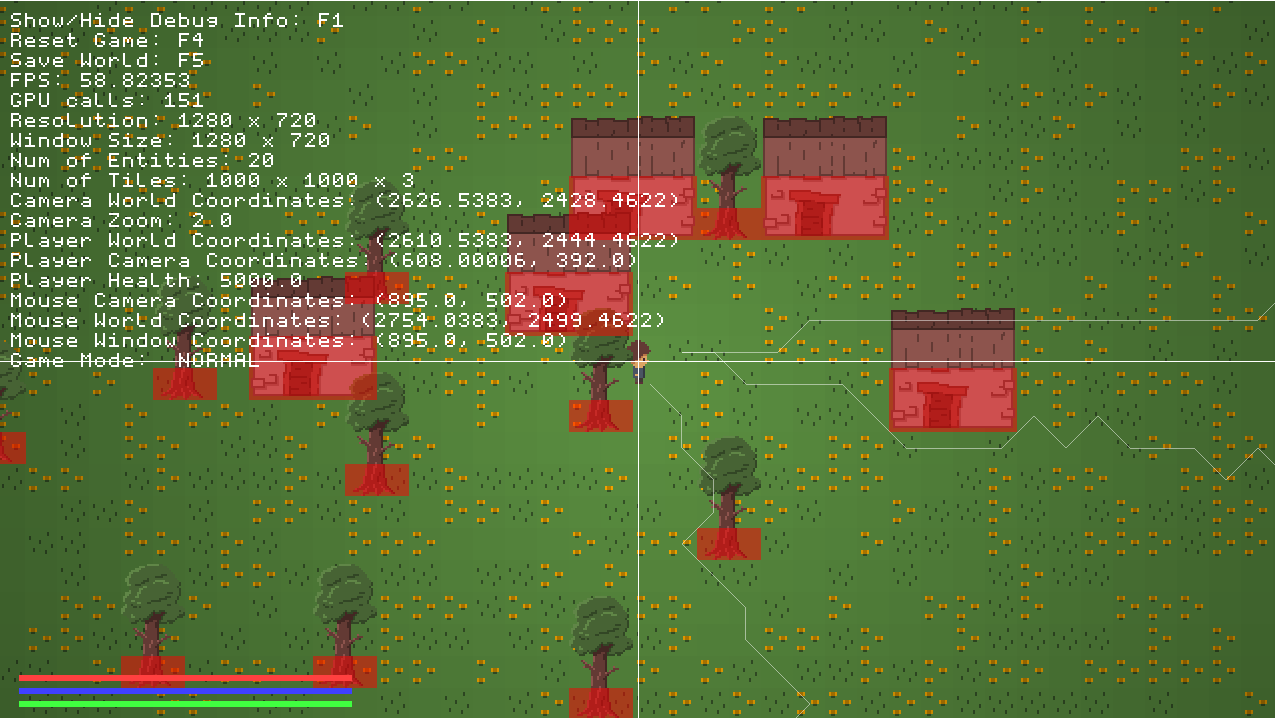 Show/Hide Debug Info: F1
Reset Game: F4
Save World: F5
FPS: 58.82353
GPU calls: 151
Resolution: 1280 x 720
Window Size: 1280 x 720
Num of Entities: 20
Num of Tiles: 1000 x 1000 x 3
Camera World Coordinates: (2626.5383, 2428.4622)
Camera Zoom: 2.0
Player World Coordinates: (2610.5383, 2444.4622)
Player Camera Coordinates: (608.00006, 392.0)
Player Health: 5000.0
Mouse Camera Coordinates: (895.0, 502.0)
Mouse World Coordinates: (2754.0383, 2499.4622)
Mouse Window Coordinates: (895.0, 502.0)
Game Mode: NORMAL